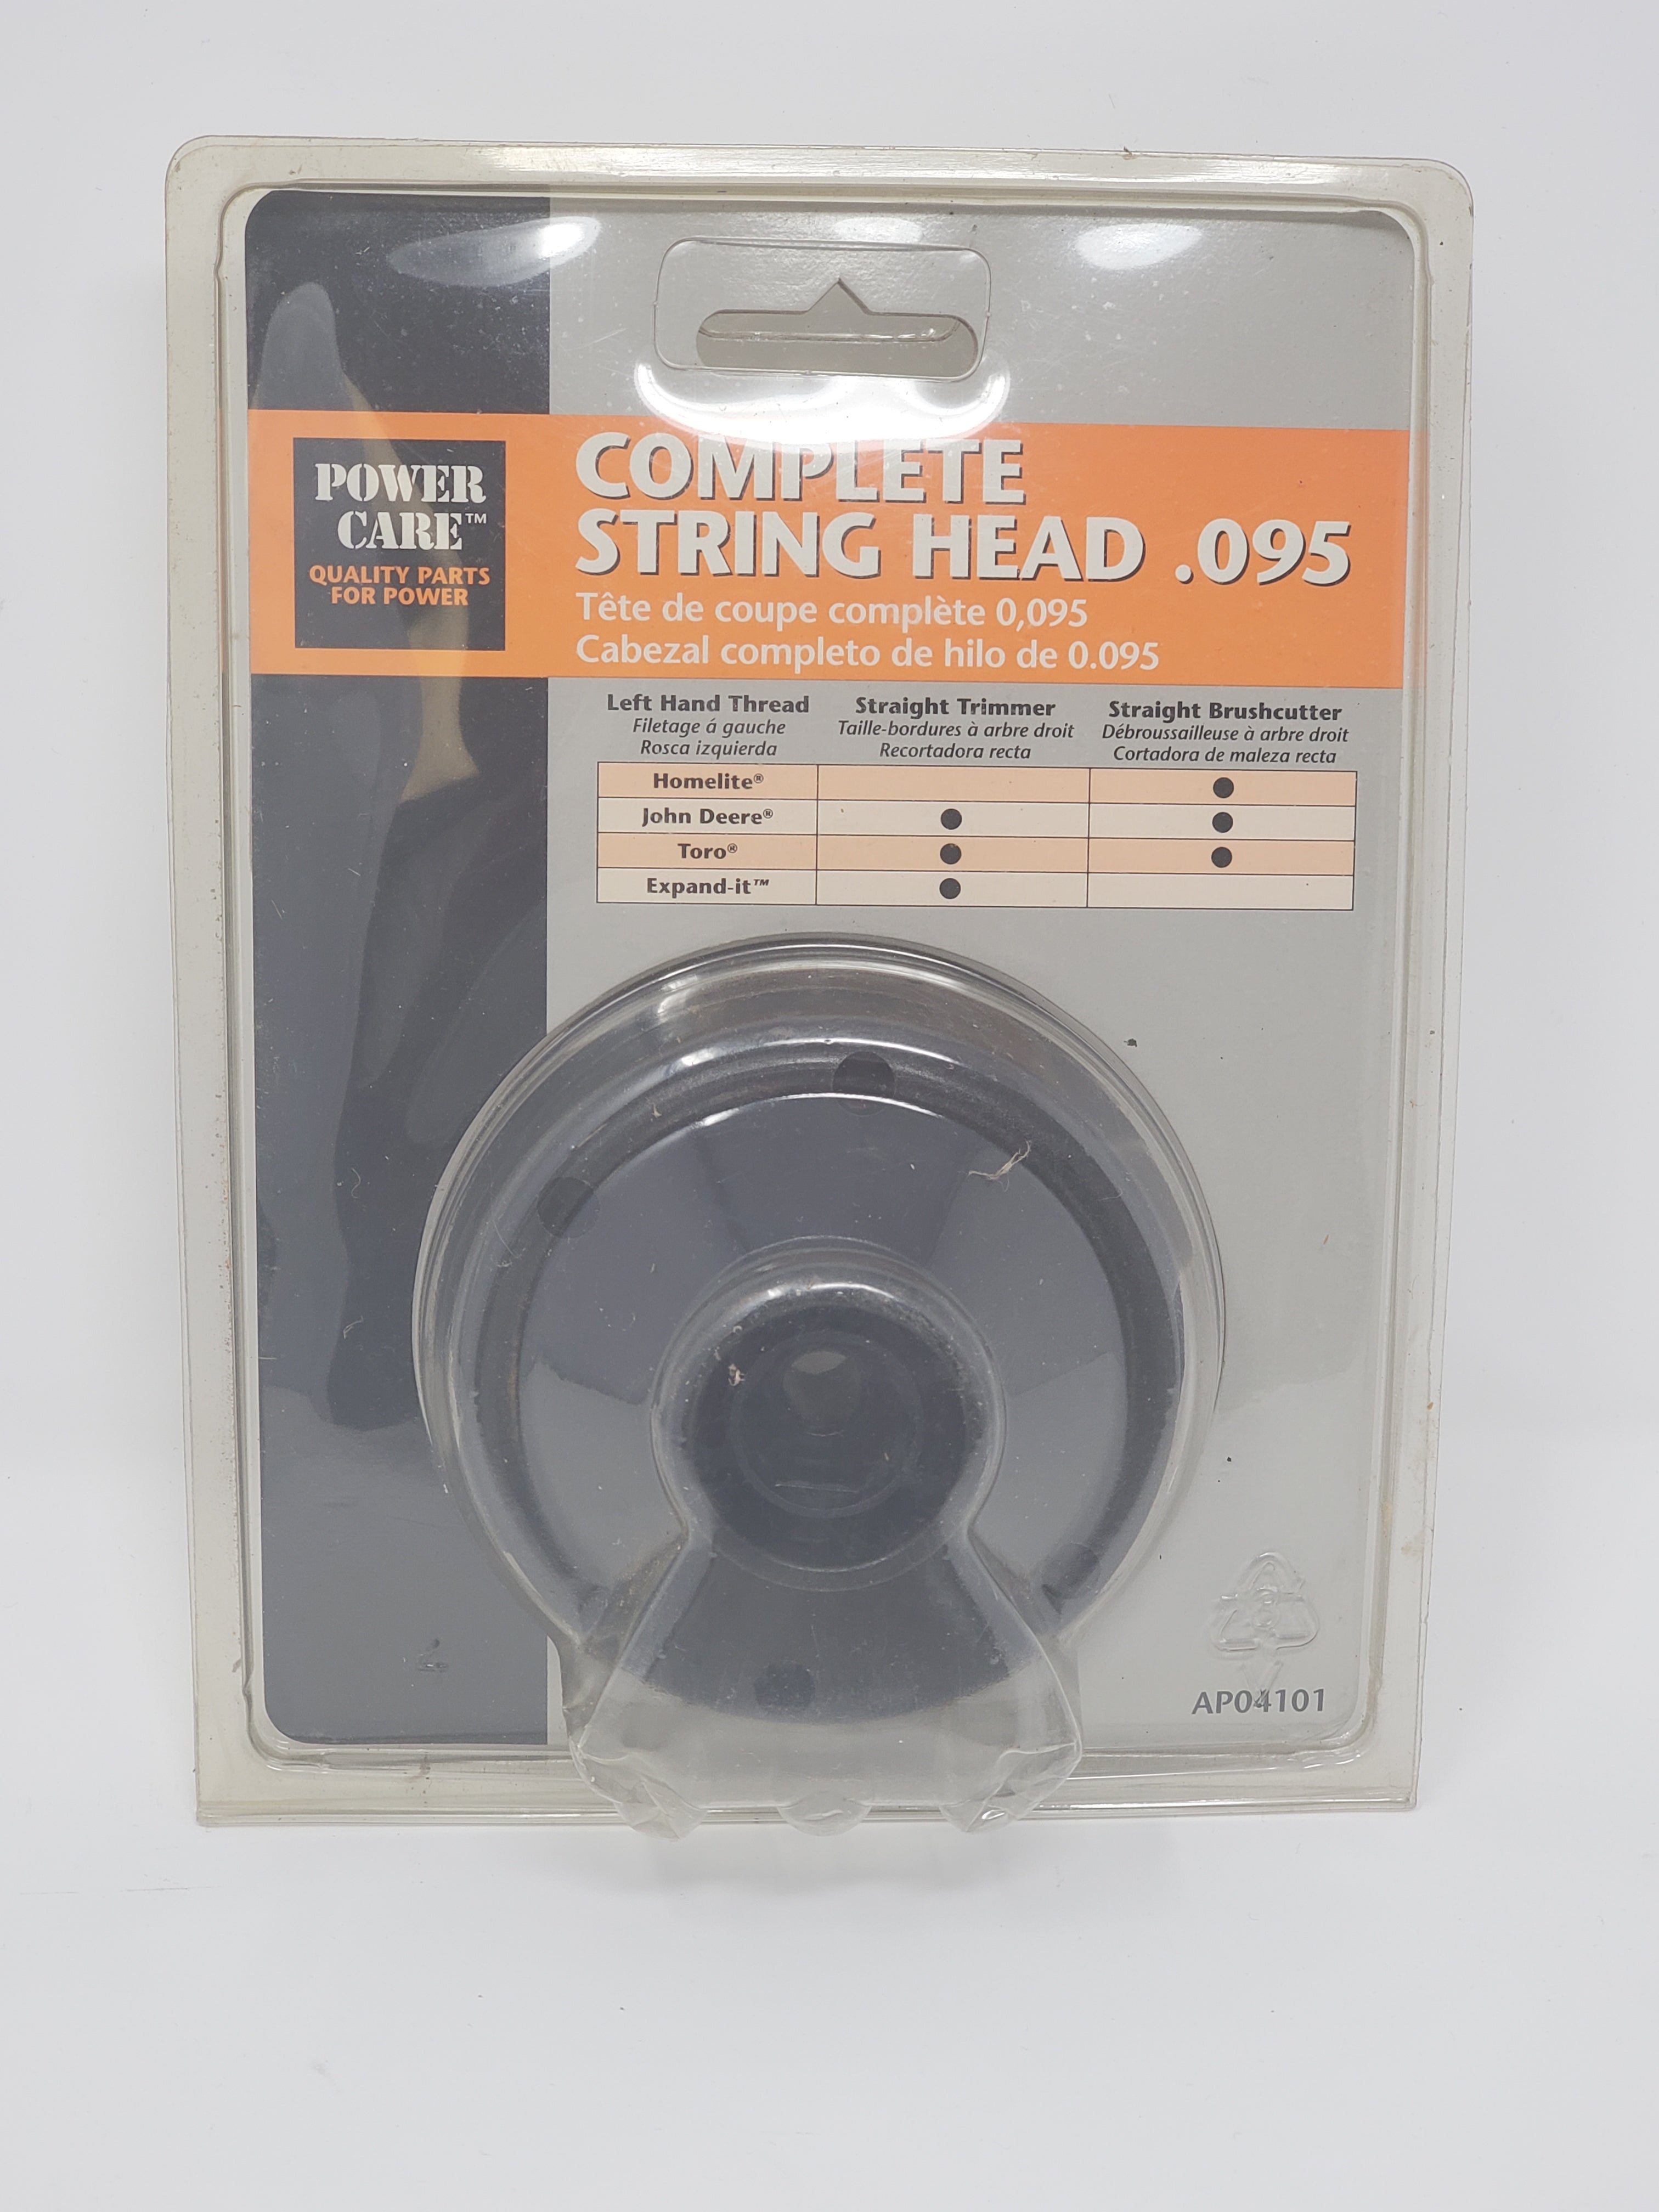 POWER
CARE™
QUALITY PARTS
FOR POWER
COMPLETE
STRING HEAD .095
Tête de coupe complète 0,095
Cabezal completo de hilo de 0.095
Left Hand Thread
Filetage á gauche
Rosca izquierda
Straight Trimmer
Taille-bordures à arbre droit
Recortadora recta
Straight Brushcutter
Débroussailleuse à arbre droit
Cortadora de maleza recta
Homelite®
John Deere®
Toro®
Expand-it™
AP04101